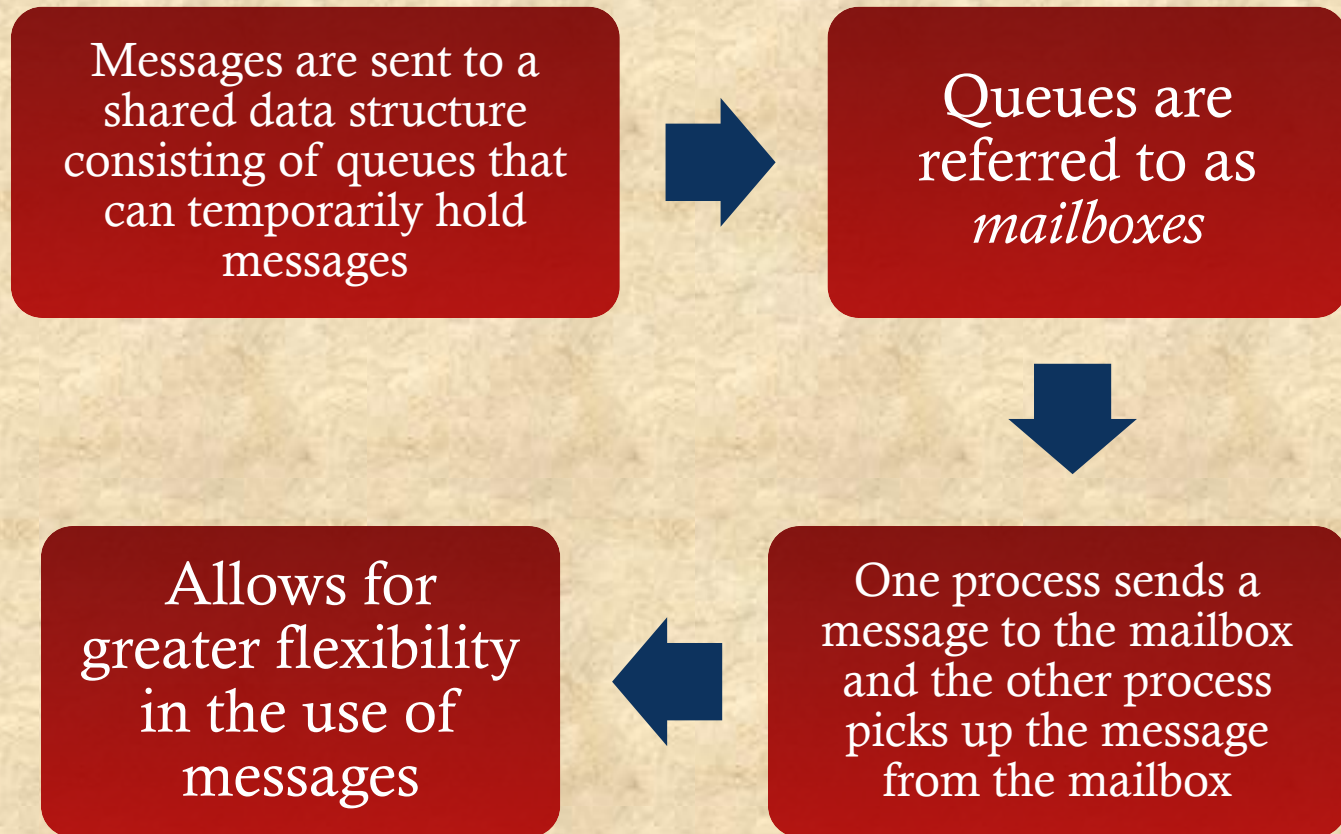 Messages are sent to a
shared data structure
consisting of queues that
can temporarily hold
messages
Queues are
referred to as
mailboxes
One process sends a
message to the mailbox
and the other process
picks up the message
from the mailbox
Allows for
greater flexibility
in the use of
messages